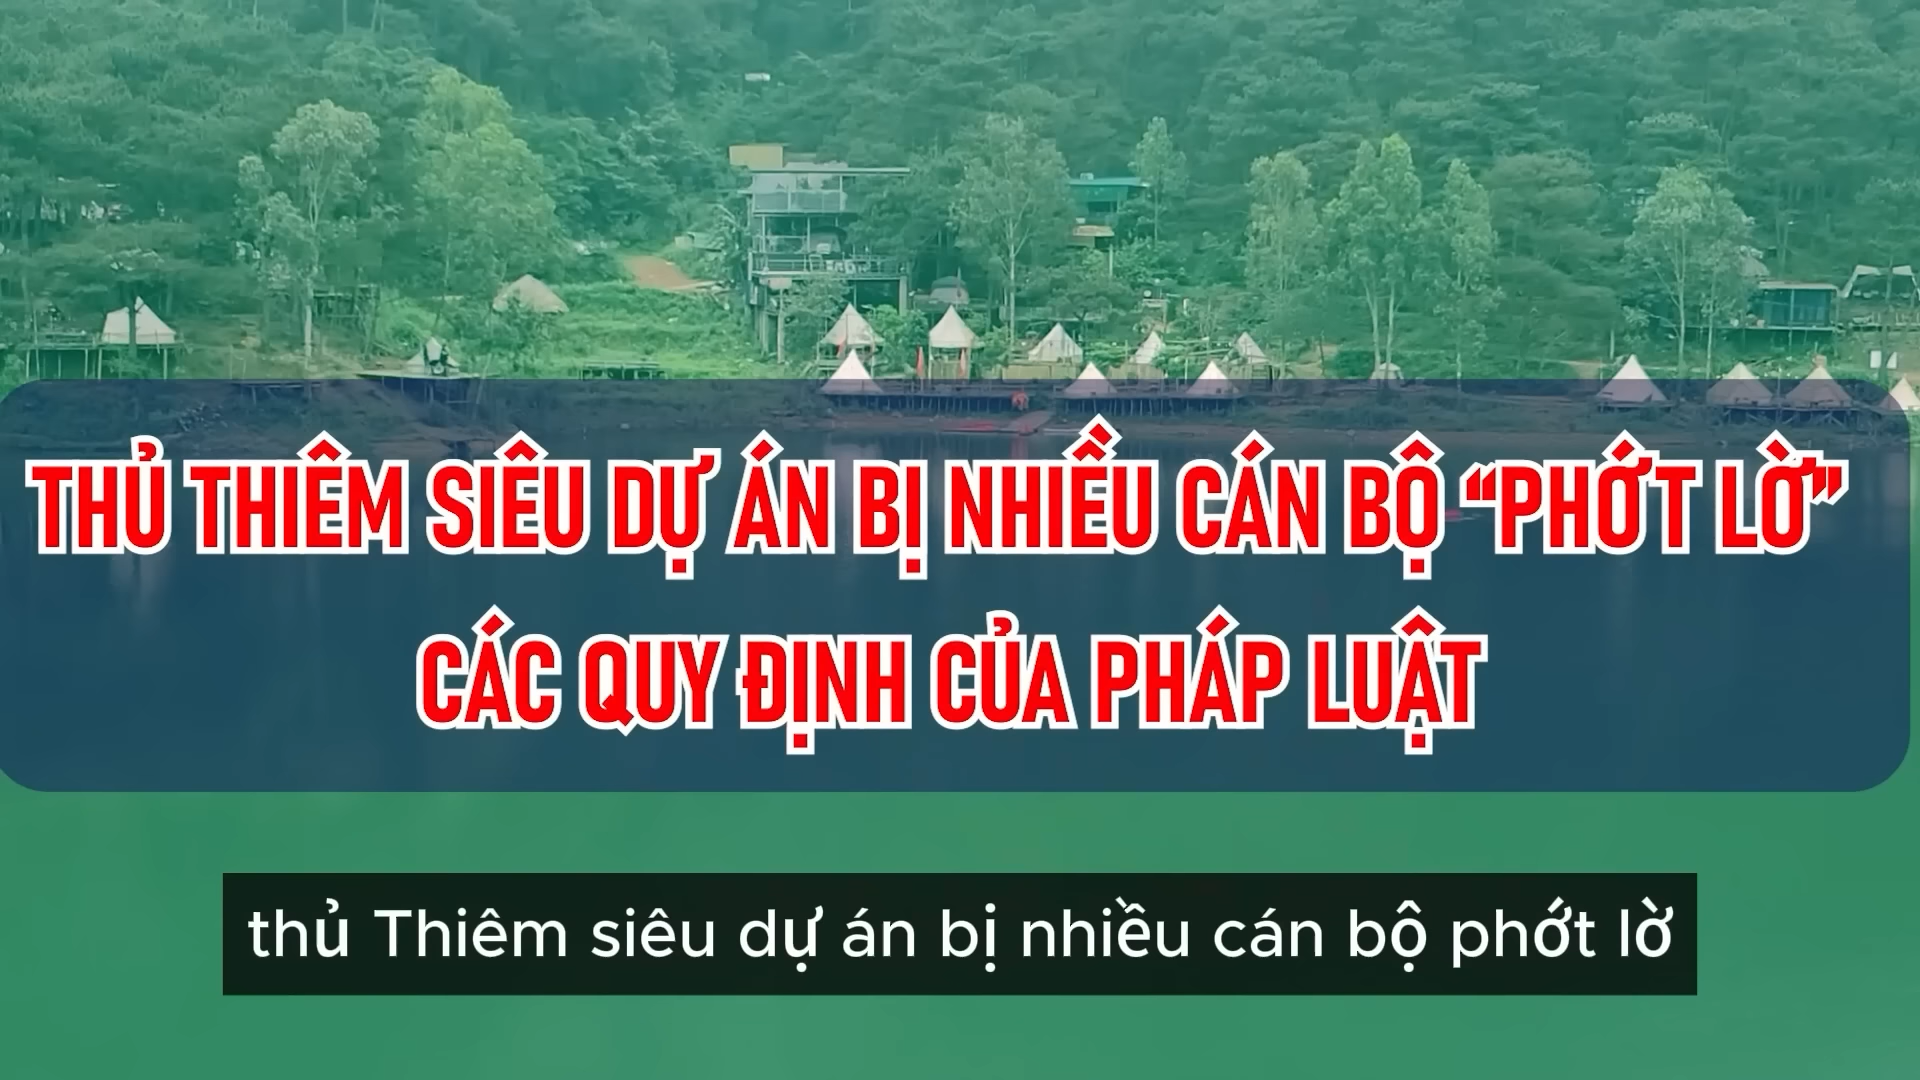 THỦ THIÊM SIÊU DỰ ÁN BỊ NHIỀU CÁN BỘ “PHỚT LỜ”
CÁC QUY ĐỊNH CỦA PHÁP LUẬT
thủ Thiêm siêu dự án bị nhiều cán bộ phớt lờ